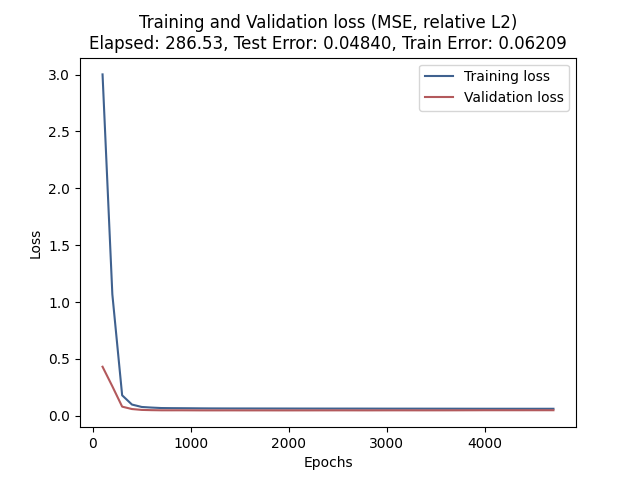 Training and Validation loss (MSE, relative L2)
Elapsed: 286.53, Test Error: 0.04840, Train Error: 0.06209
Training loss
Validation loss
3.0
2.5
2.0
1.5
1.0
0.5
0.0
Loss
0 1000 2000 3000 4000
Epochs